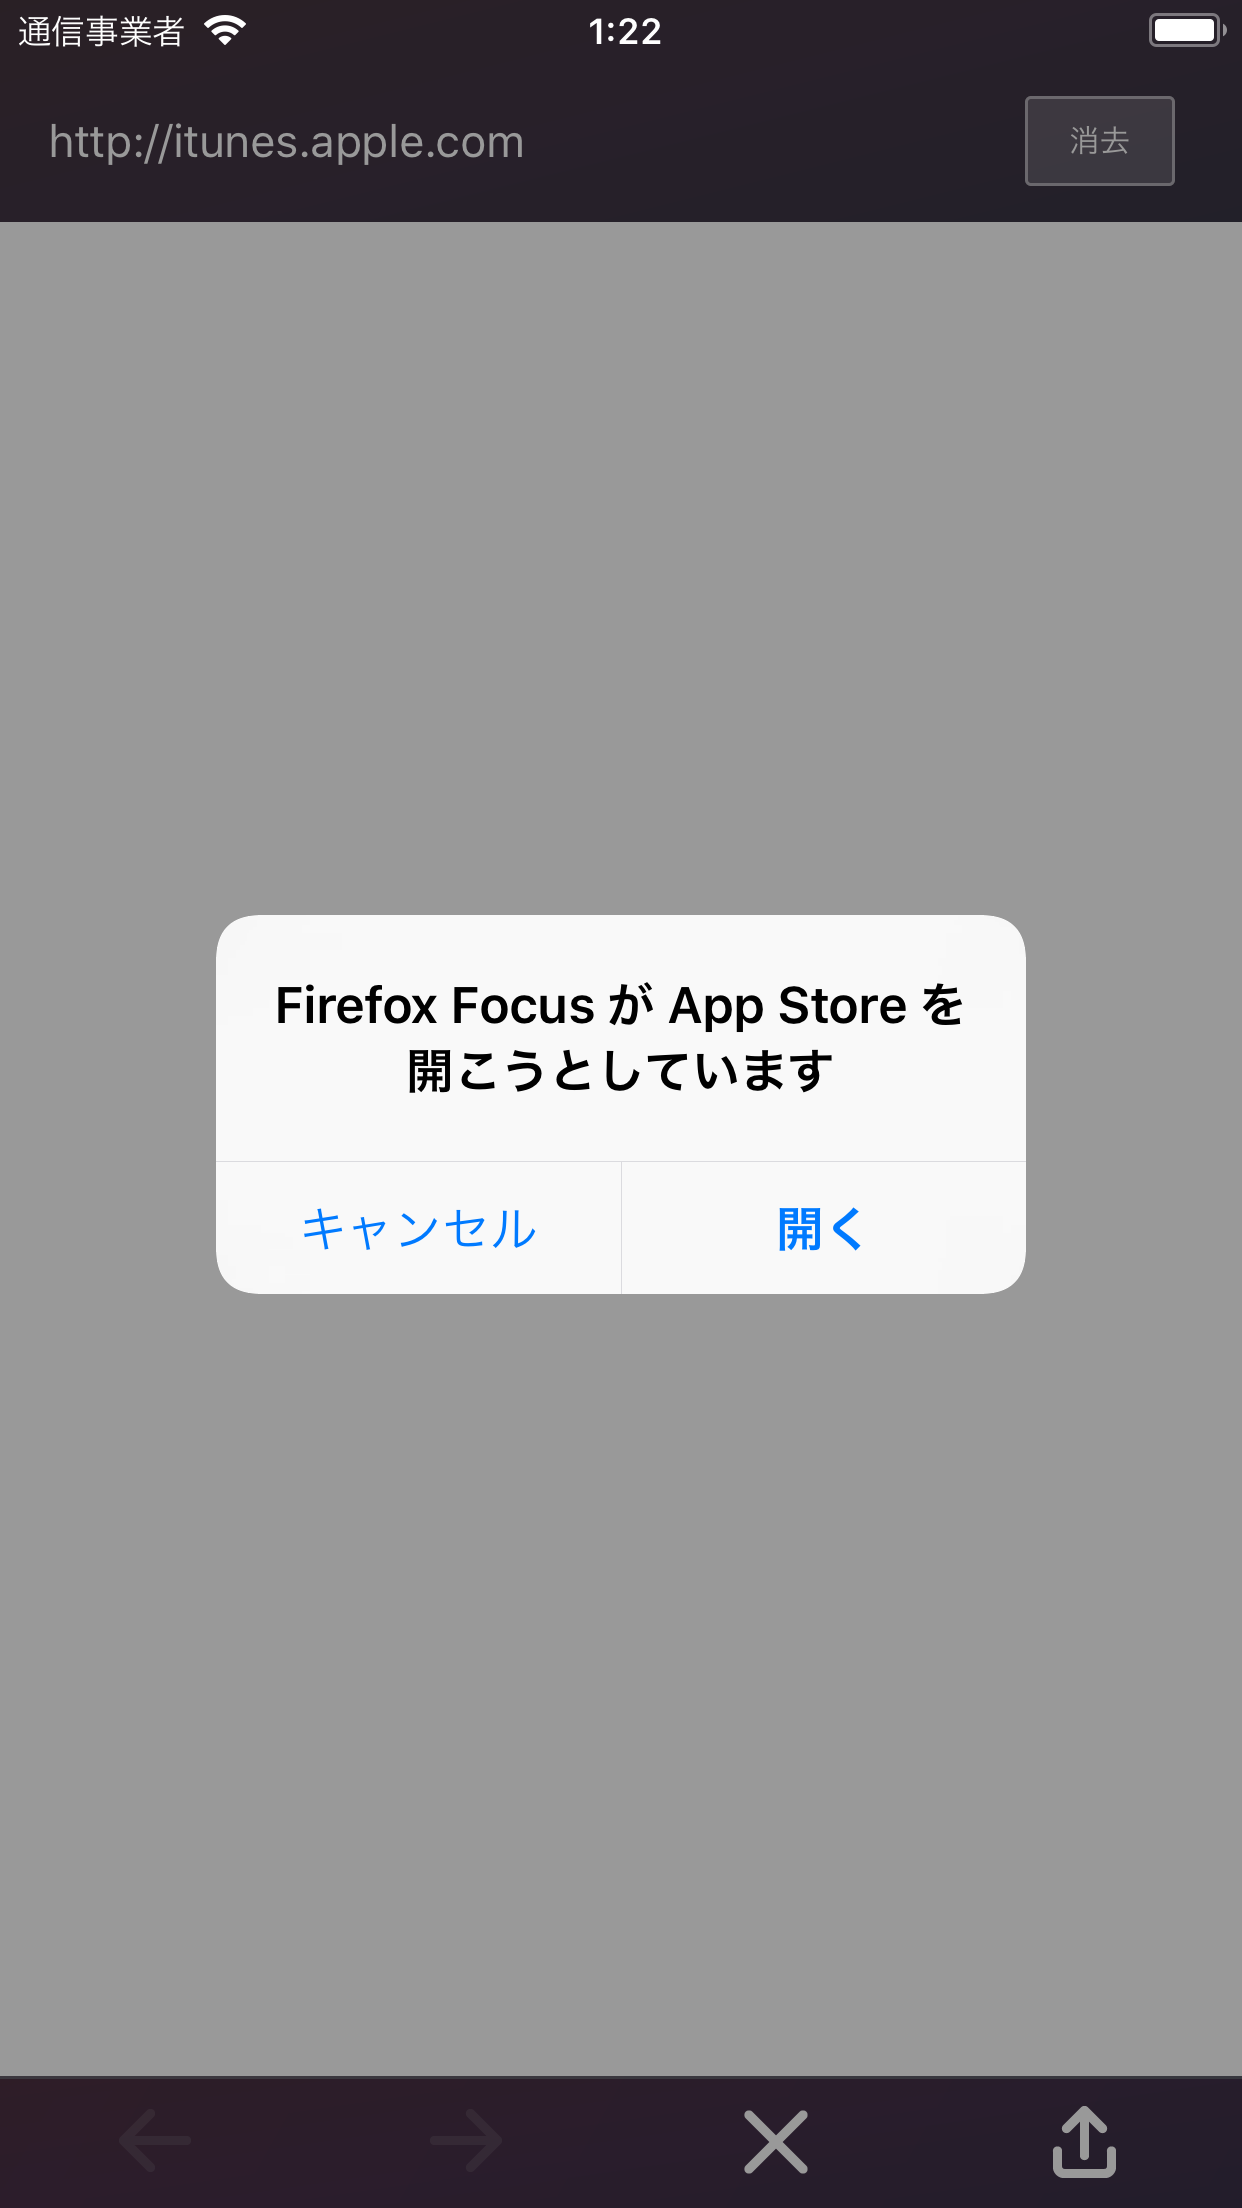 通信事業者 1:22
http://itunes.apple.com 消去
Firefox Focus が App Store を
開こうとしています
キャンセル 開く